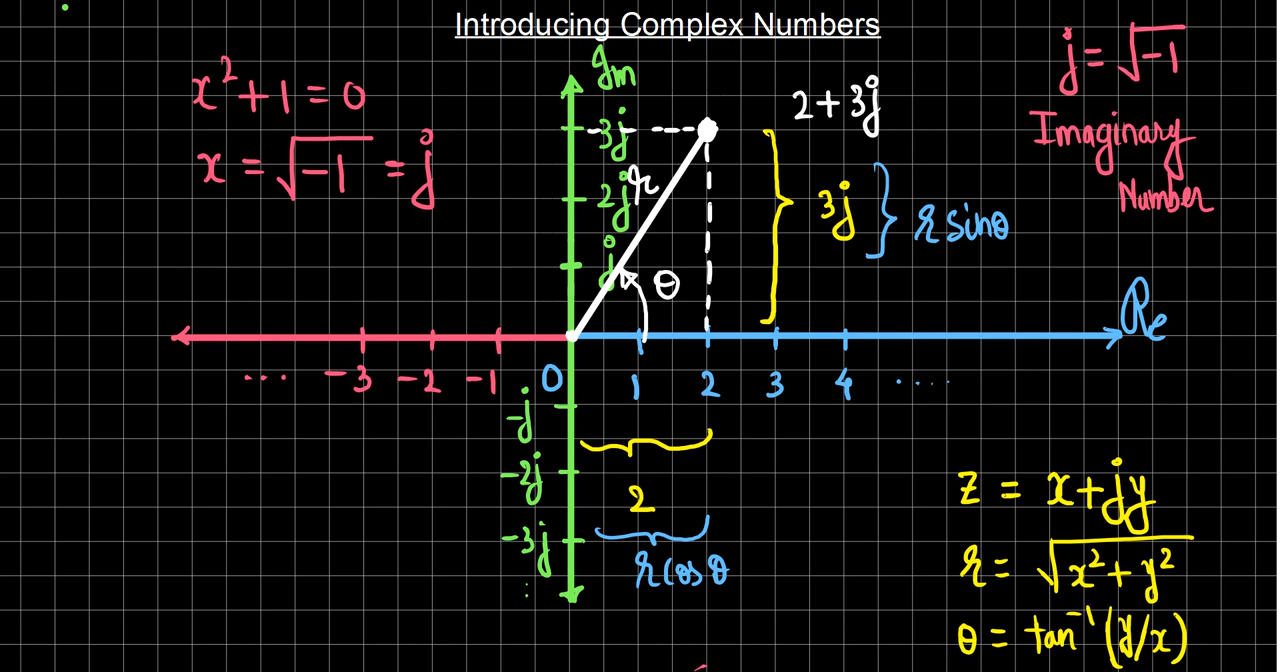 Introducing Complex Numbers
x² + 1 = 0
x = √-1 = j
Im
3j
2j
j
2 + 3j
j = √-1
Imaginary
Number
r
θ
3j
r sinθ
Re
... -3 -2 -1 0 1 2 3 4 .....
-j
-2j
-3j
:
2
r cosθ
z = x + jy
r = √x² + y²
θ = tan⁻¹ (y/x)